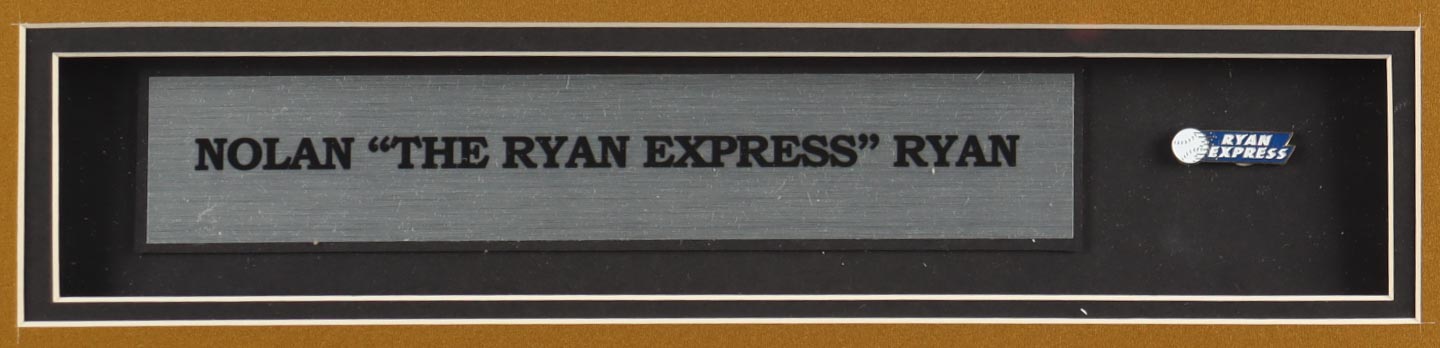 NOLAN “THE RYAN EXPRESS” RYAN
RYAN
EXPRESS